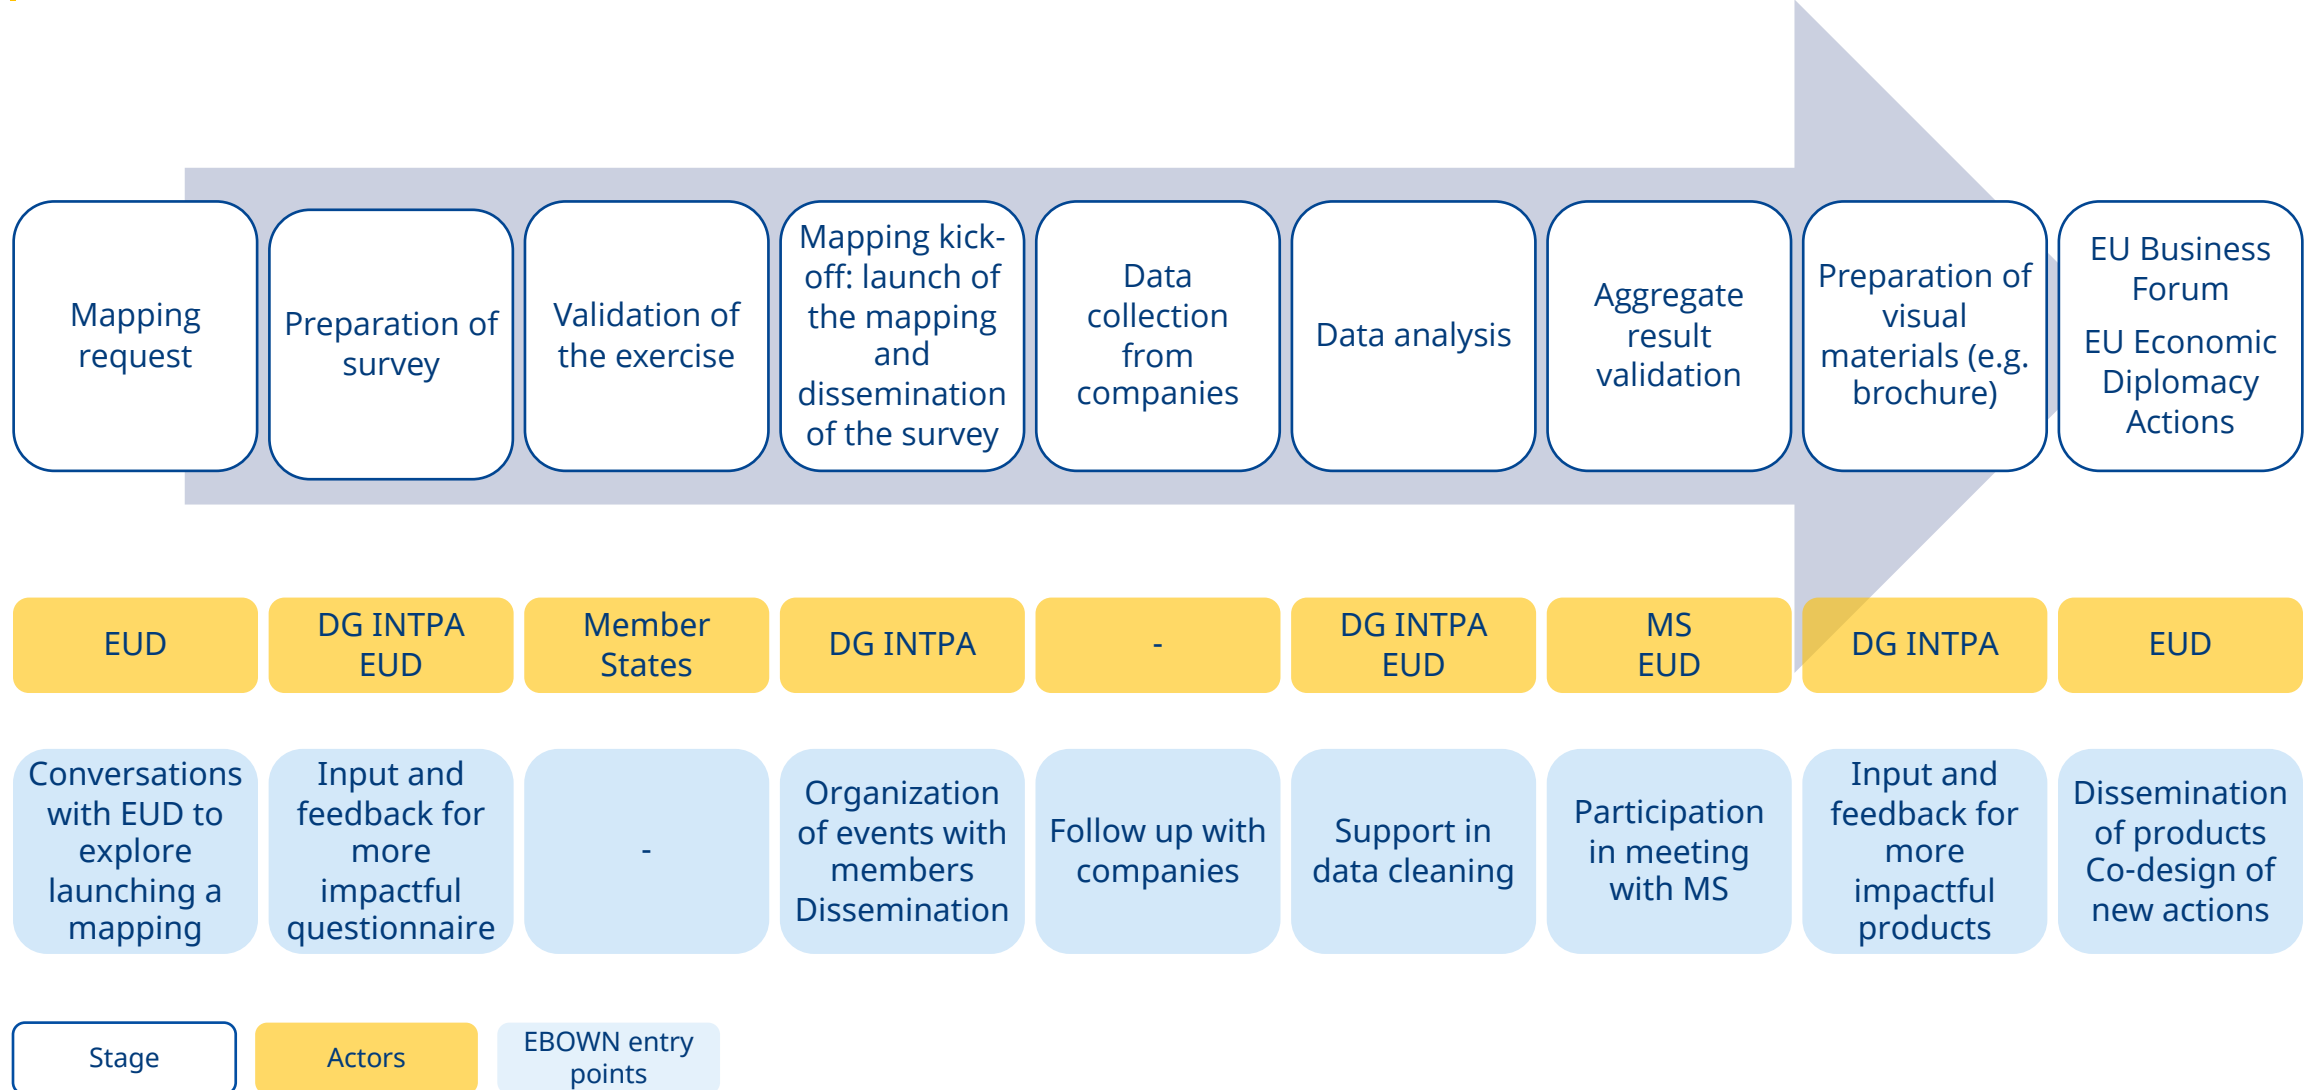 Mapping
request
Preparation of
survey
Validation of
the exercise
Mapping kick-
off: launch of
the mapping
and
dissemination
of the survey
Data
collection
from
companies
Data analysis
Aggregate
result
validation
Preparation of
visual
materials (e.g.
brochure)
EU Business
Forum
EU Economic
Diplomacy
Actions
EUD
DG INTPA
EUD
Member
States
DG INTPA
-
DG INTPA
EUD
MS
EUD
DG INTPA
EUD
Conversations
with EUD to
explore
launching a
mapping
Input and
feedback for
more
impactful
questionnaire
-
Organization
of events with
members
Dissemination
Follow up with
companies
Support in
data cleaning
Participation
in meeting
with MS
Input and
feedback for
more
impactful
products
Dissemination
of products
Co-design of
new actions
Stage
Actors
EBOWN entry
points